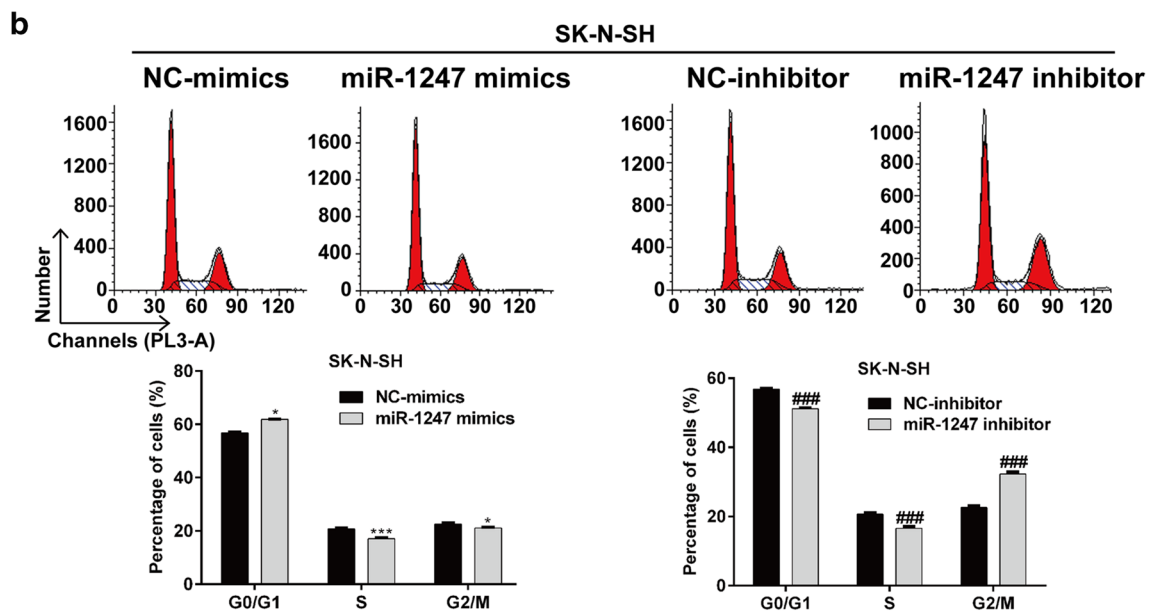 b
SK-N-SH
NC-mimics
miR-1247 mimics
NC-inhibitor
miR-1247 inhibitor
1600
1200
800
400
0
0 30 60 90 120
Number
Channels (PL3-A)
1600
1200
800
400
0
0 30 60 90 120
1600
1200
800
400
0
0 30 60 90 120
1000
800
600
400
200
0
0 30 60 90 120
SK-N-SH
NC-mimics
miR-1247 mimics
Percentage of cells (%)
80
60
40
20
0
*
***
*
G0/G1 S G2/M
SK-N-SH
NC-inhibitor
miR-1247 inhibitor
Percentage of cells (%)
60
40
20
0
###
###
###
G0/G1 S G2/M